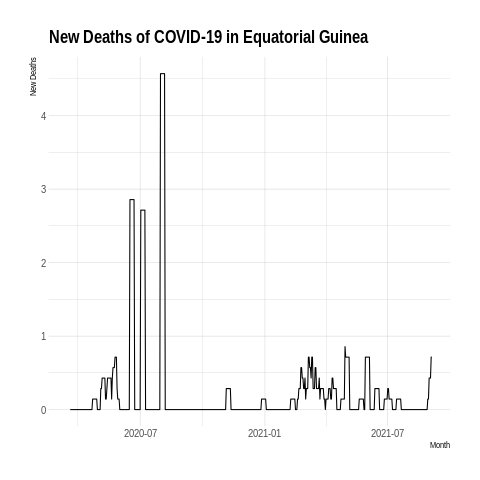 New Deaths of COVID-19 in Equatorial Guinea
New Deaths
4
3
2
1
0
2020-07
2021-01
2021-07
Month